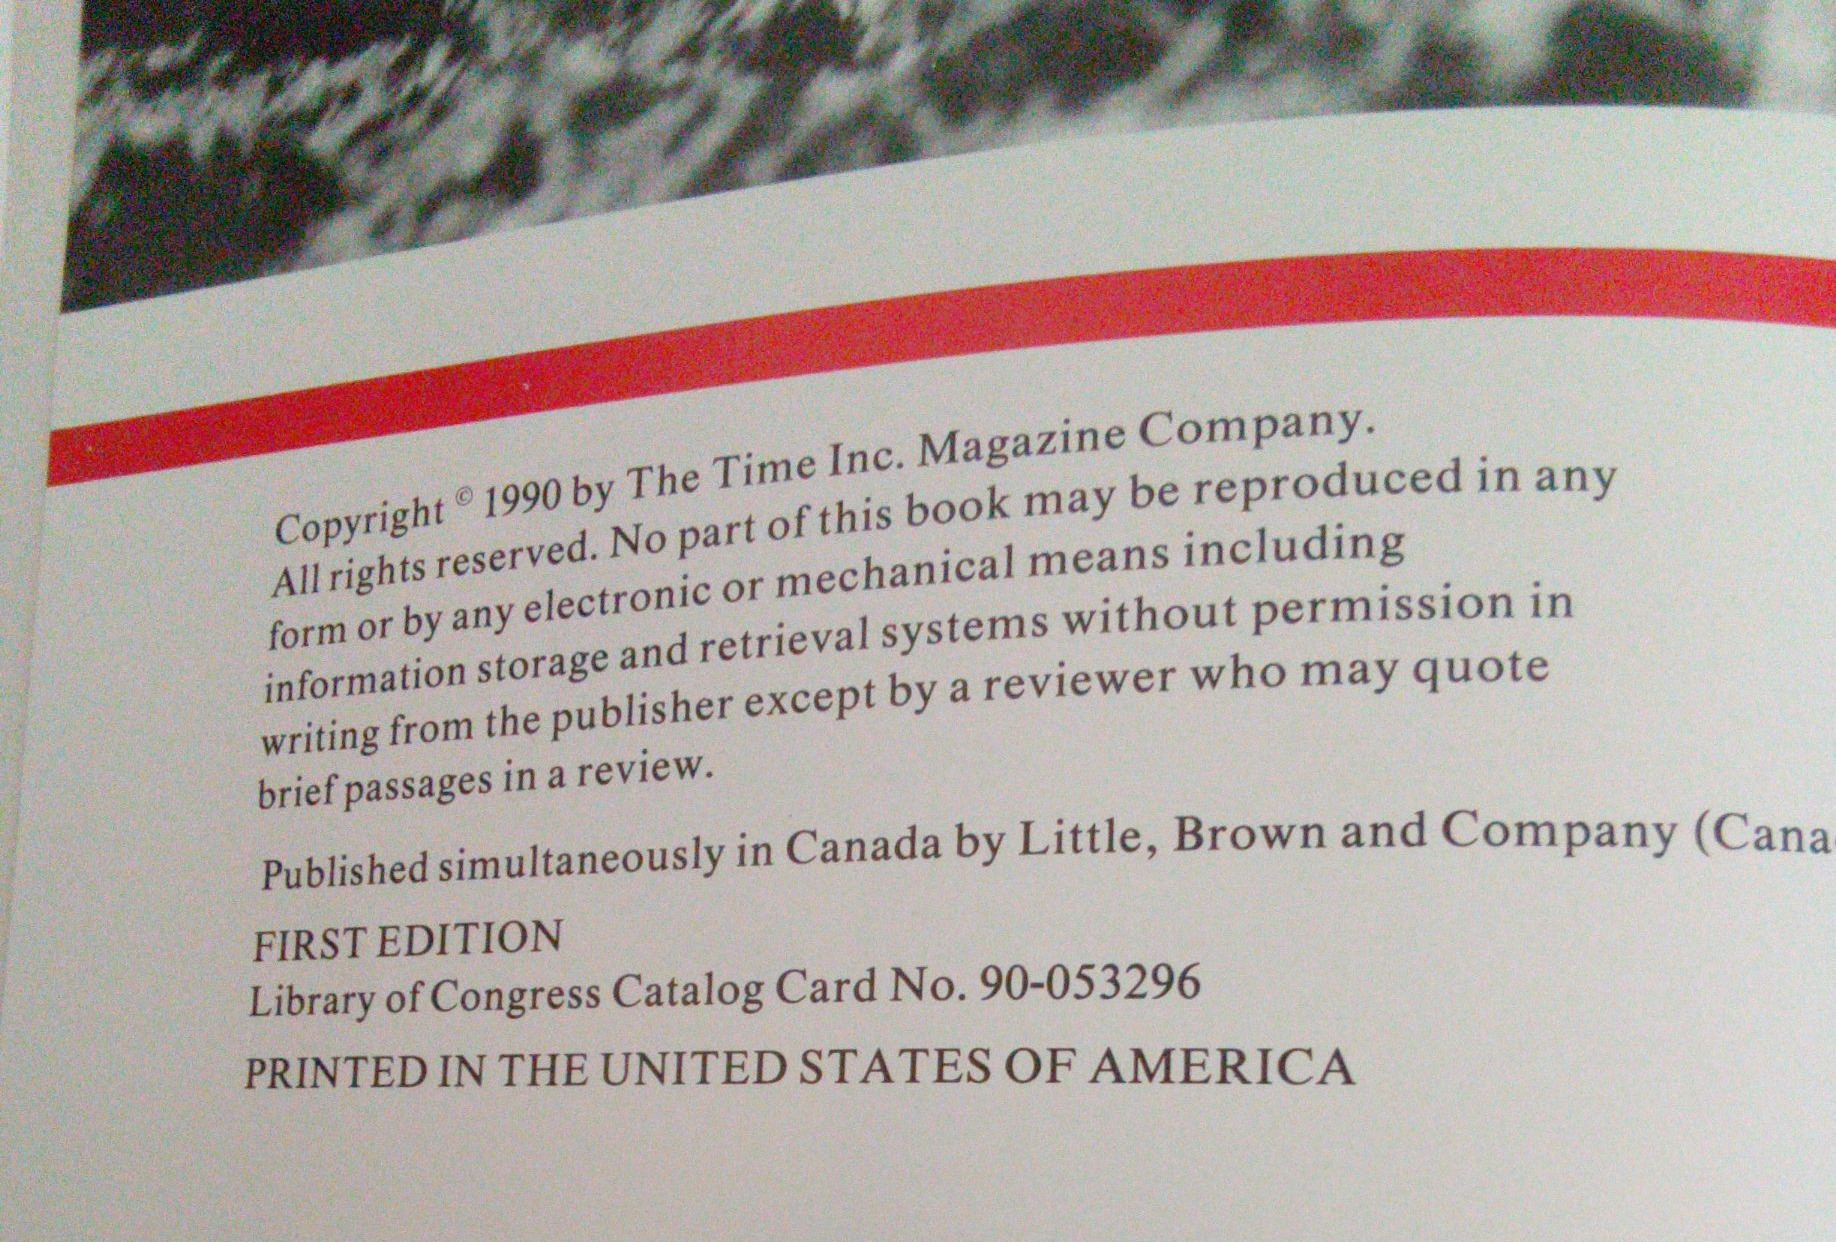 Copyright © 1990 by The Time Inc. Magazine Company.
All rights reserved. No part of this book may be reproduced in any
form or by any electronic or mechanical means including
information storage and retrieval systems without permission in
writing from the publisher except by a reviewer who may quote
brief passages in a review.
Published simultaneously in Canada by Little, Brown and Company (Cana
FIRST EDITION
Library of Congress Catalog Card No. 90-053296
PRINTED IN THE UNITED STATES OF AMERICA